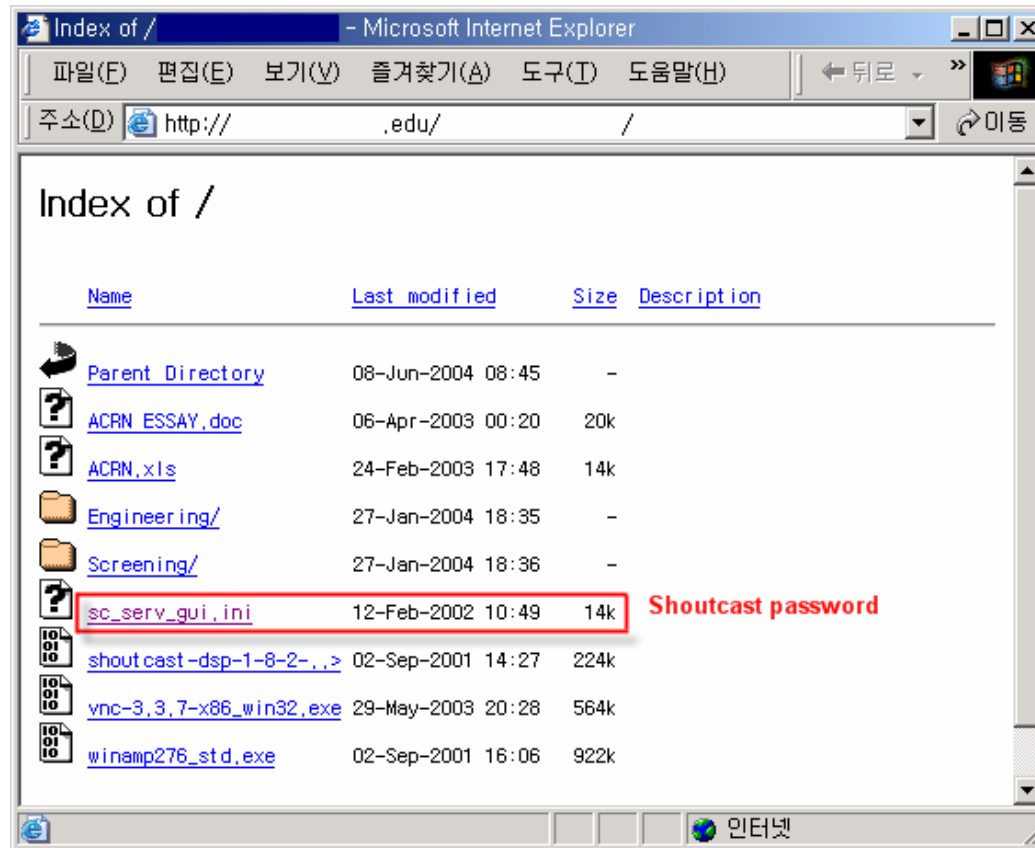 Index of / - Microsoft Internet Explorer
파일(F) 편집(E) 보기(V) 즐겨찾기(A) 도구(T) 도움말(H) 뒤로 »
주소(D) http:// .edu/ / 이동
Index of /
Name Last modified Size Description
Parent Directory 08-Jun-2004 08:45 -
ACRN ESSAY.doc 06-Apr-2003 00:20 20k
ACRN.xls 24-Feb-2003 17:48 14k
Engineering/ 27-Jan-2004 18:35 -
Screening/ 27-Jan-2004 18:36 -
sc_serv_gui.ini 12-Feb-2002 10:49 14k Shoutcast password
shoutcast-dsp-1-8-2-..> 02-Sep-2001 14:27 224k
vnc-3.3.7-x86_win32.exe 29-May-2003 20:28 564k
winamp276_std.exe 02-Sep-2001 16:06 922k
인터넷